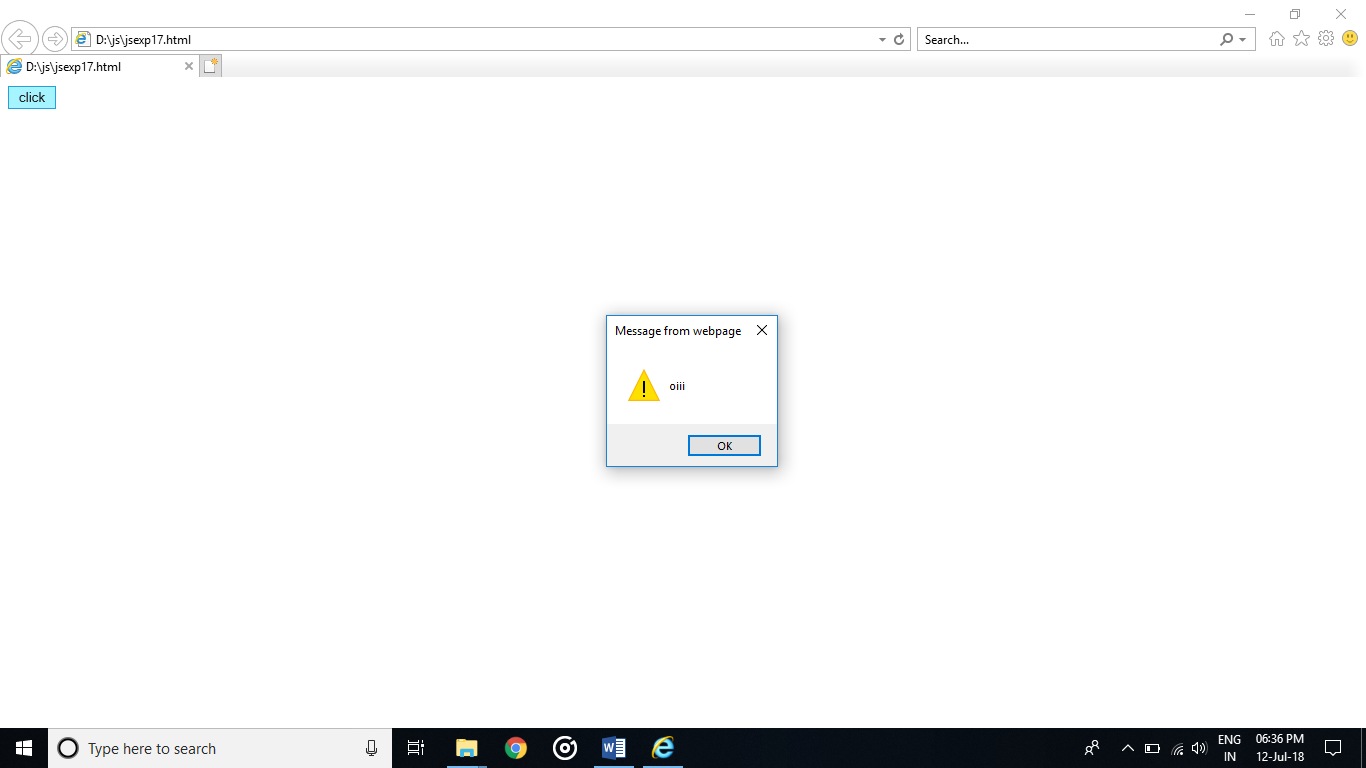 D:\js\jsexp17.html
Search...
D:\js\jsexp17.html
click
Message from webpage
oiii
OK
Type here to search
ENG
IN
06:36 PM
12-Jul-18